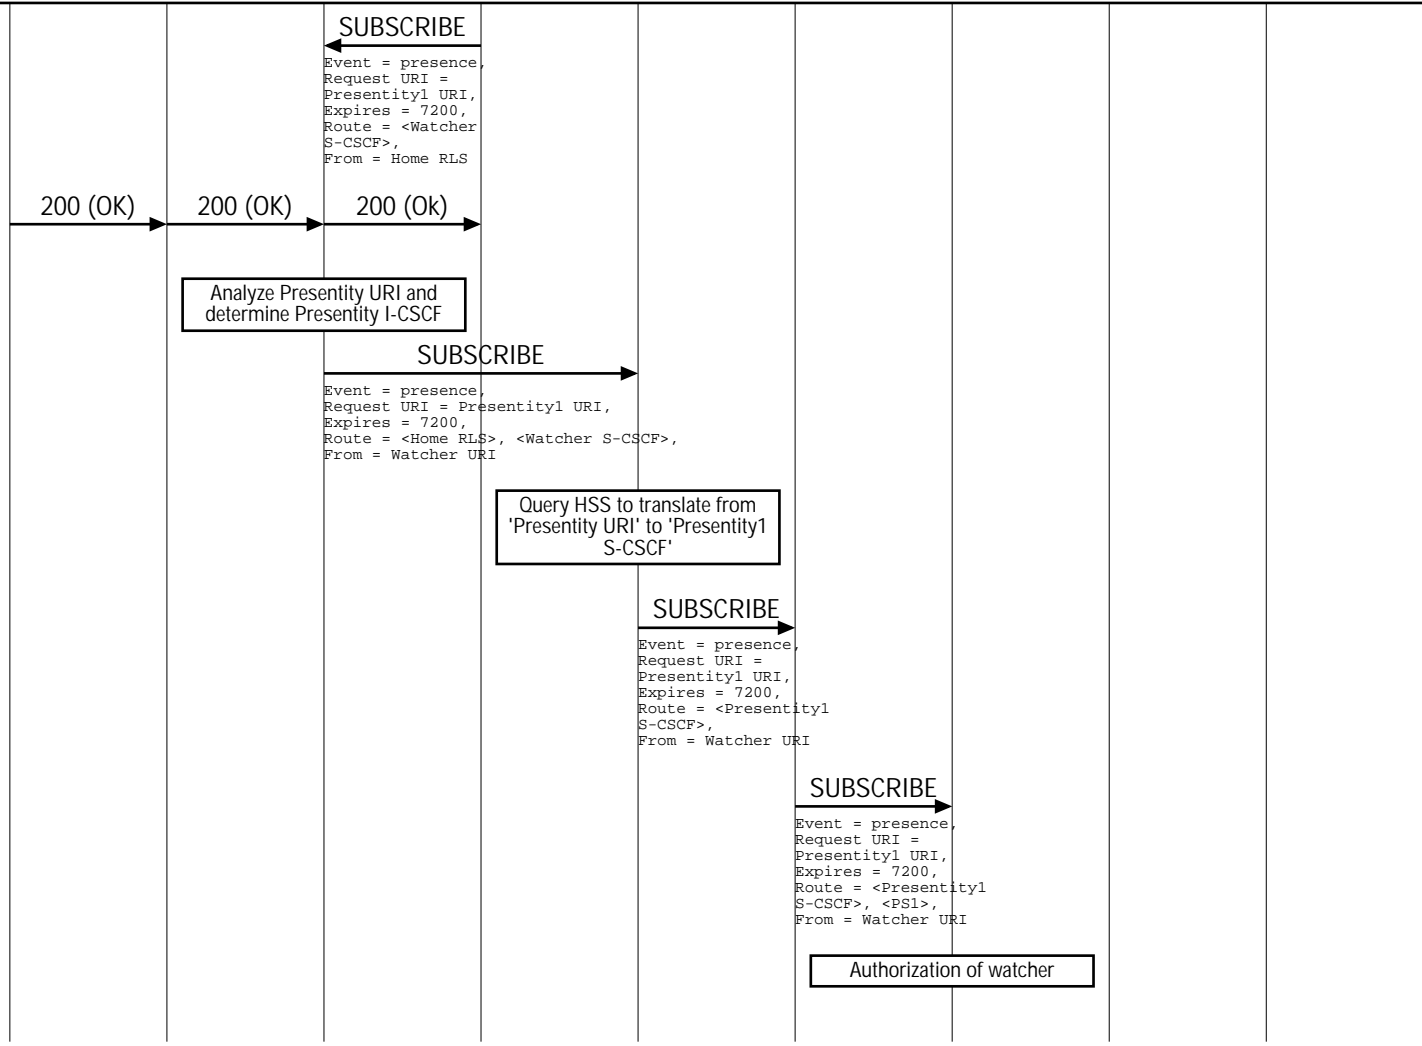 SUBSCRIBE
Event = presence,
Request URI =
Presentity1 URI,
Expires = 7200,
Route = <Watcher
S-CSCF>,
From = Home RLS
200 (OK)
200 (OK)
200 (Ok)
Analyze Presentity URI and
determine Presentity I-CSCF
SUBSCRIBE
Event = presence,
Request URI = Presentity1 URI,
Expires = 7200,
Route = <Home RLS>, <Watcher S-CSCF>,
From = Watcher URI
Query HSS to translate from
'Presentity URI' to 'Presentity1
S-CSCF'
SUBSCRIBE
Event = presence,
Request URI =
Presentity1 URI,
Expires = 7200,
Route = <Presentity1
S-CSCF>,
From = Watcher URI
SUBSCRIBE
Event = presence,
Request URI =
Presentity1 URI,
Expires = 7200,
Route = <Presentity1
S-CSCF>, <PS1>,
From = Watcher URI
Authorization of watcher